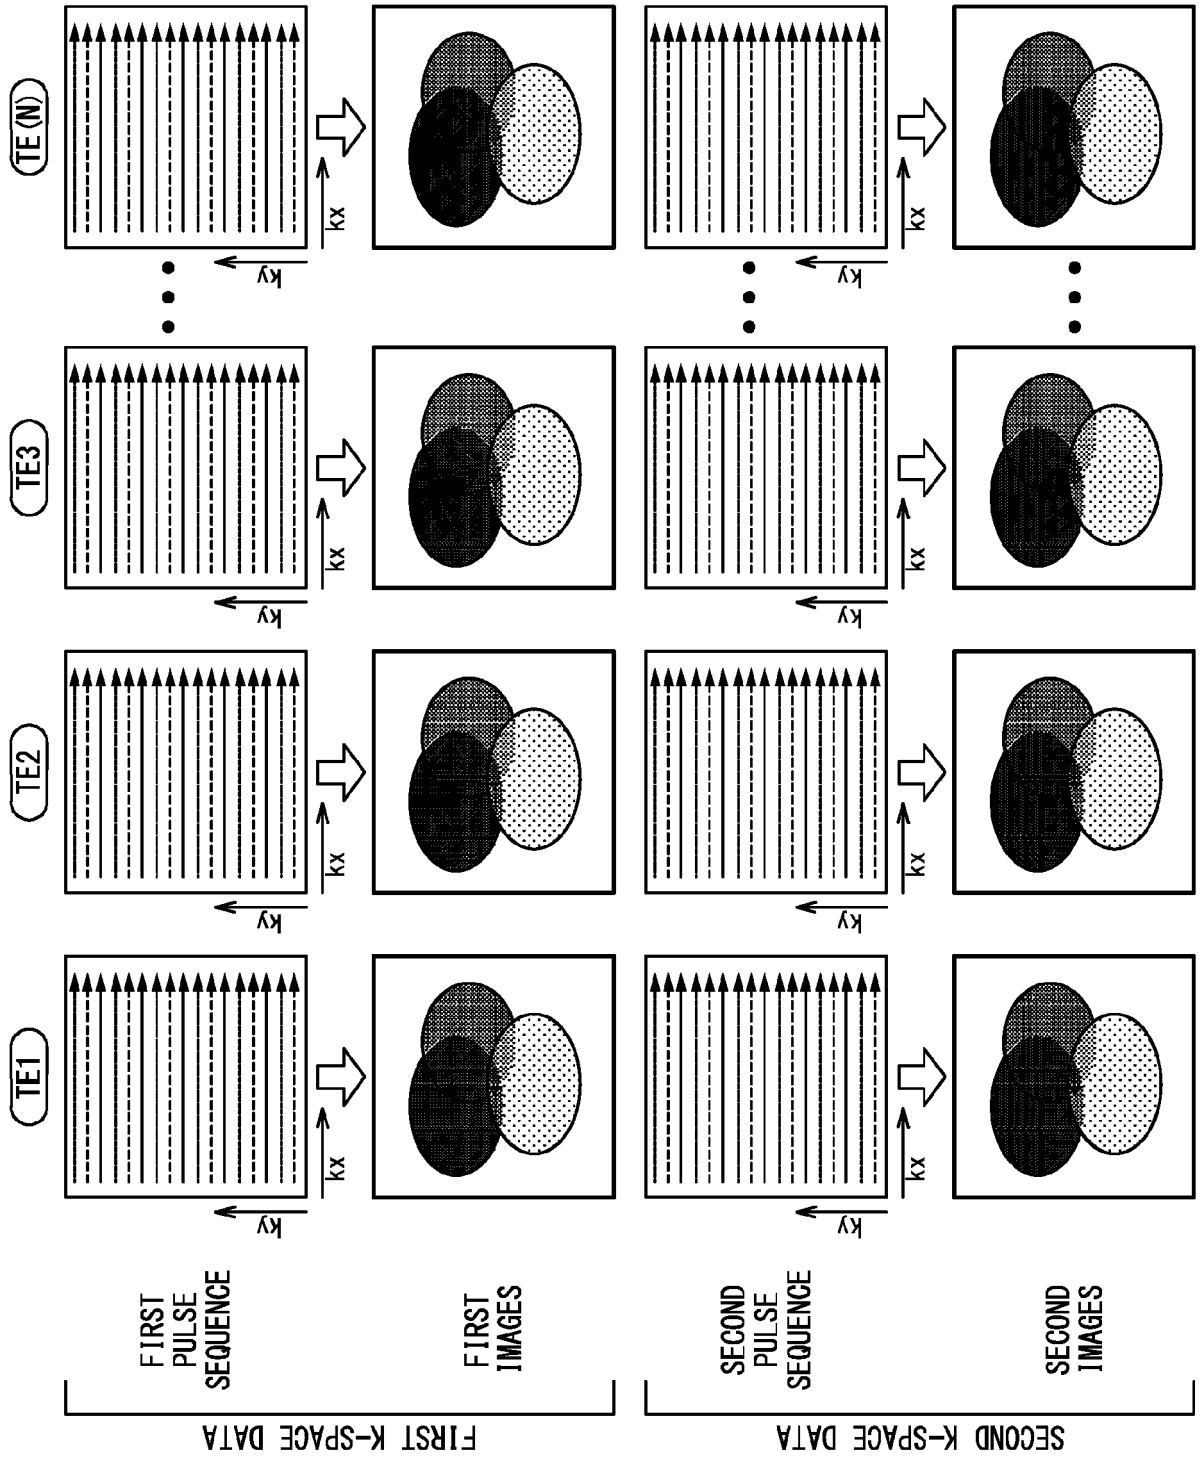 TE1
TE2
TE3
TE (N)
FIRST K-SPACE DATA
FIRST
PULSE
SEQUENCE
ky
kx
ky
kx
ky
kx
ky
kx
FIRST
IMAGES
SECOND K-SPACE DATA
SECOND
PULSE
SEQUENCE
ky
kx
ky
kx
ky
kx
ky
kx
SECOND
IMAGES